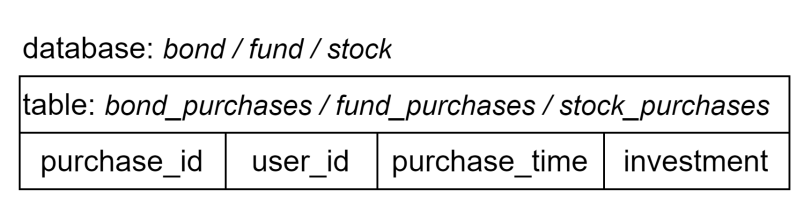 database: bond / fund / stock
table: bond_purchases / fund_purchases / stock_purchases
purchase_id user_id purchase_time investment